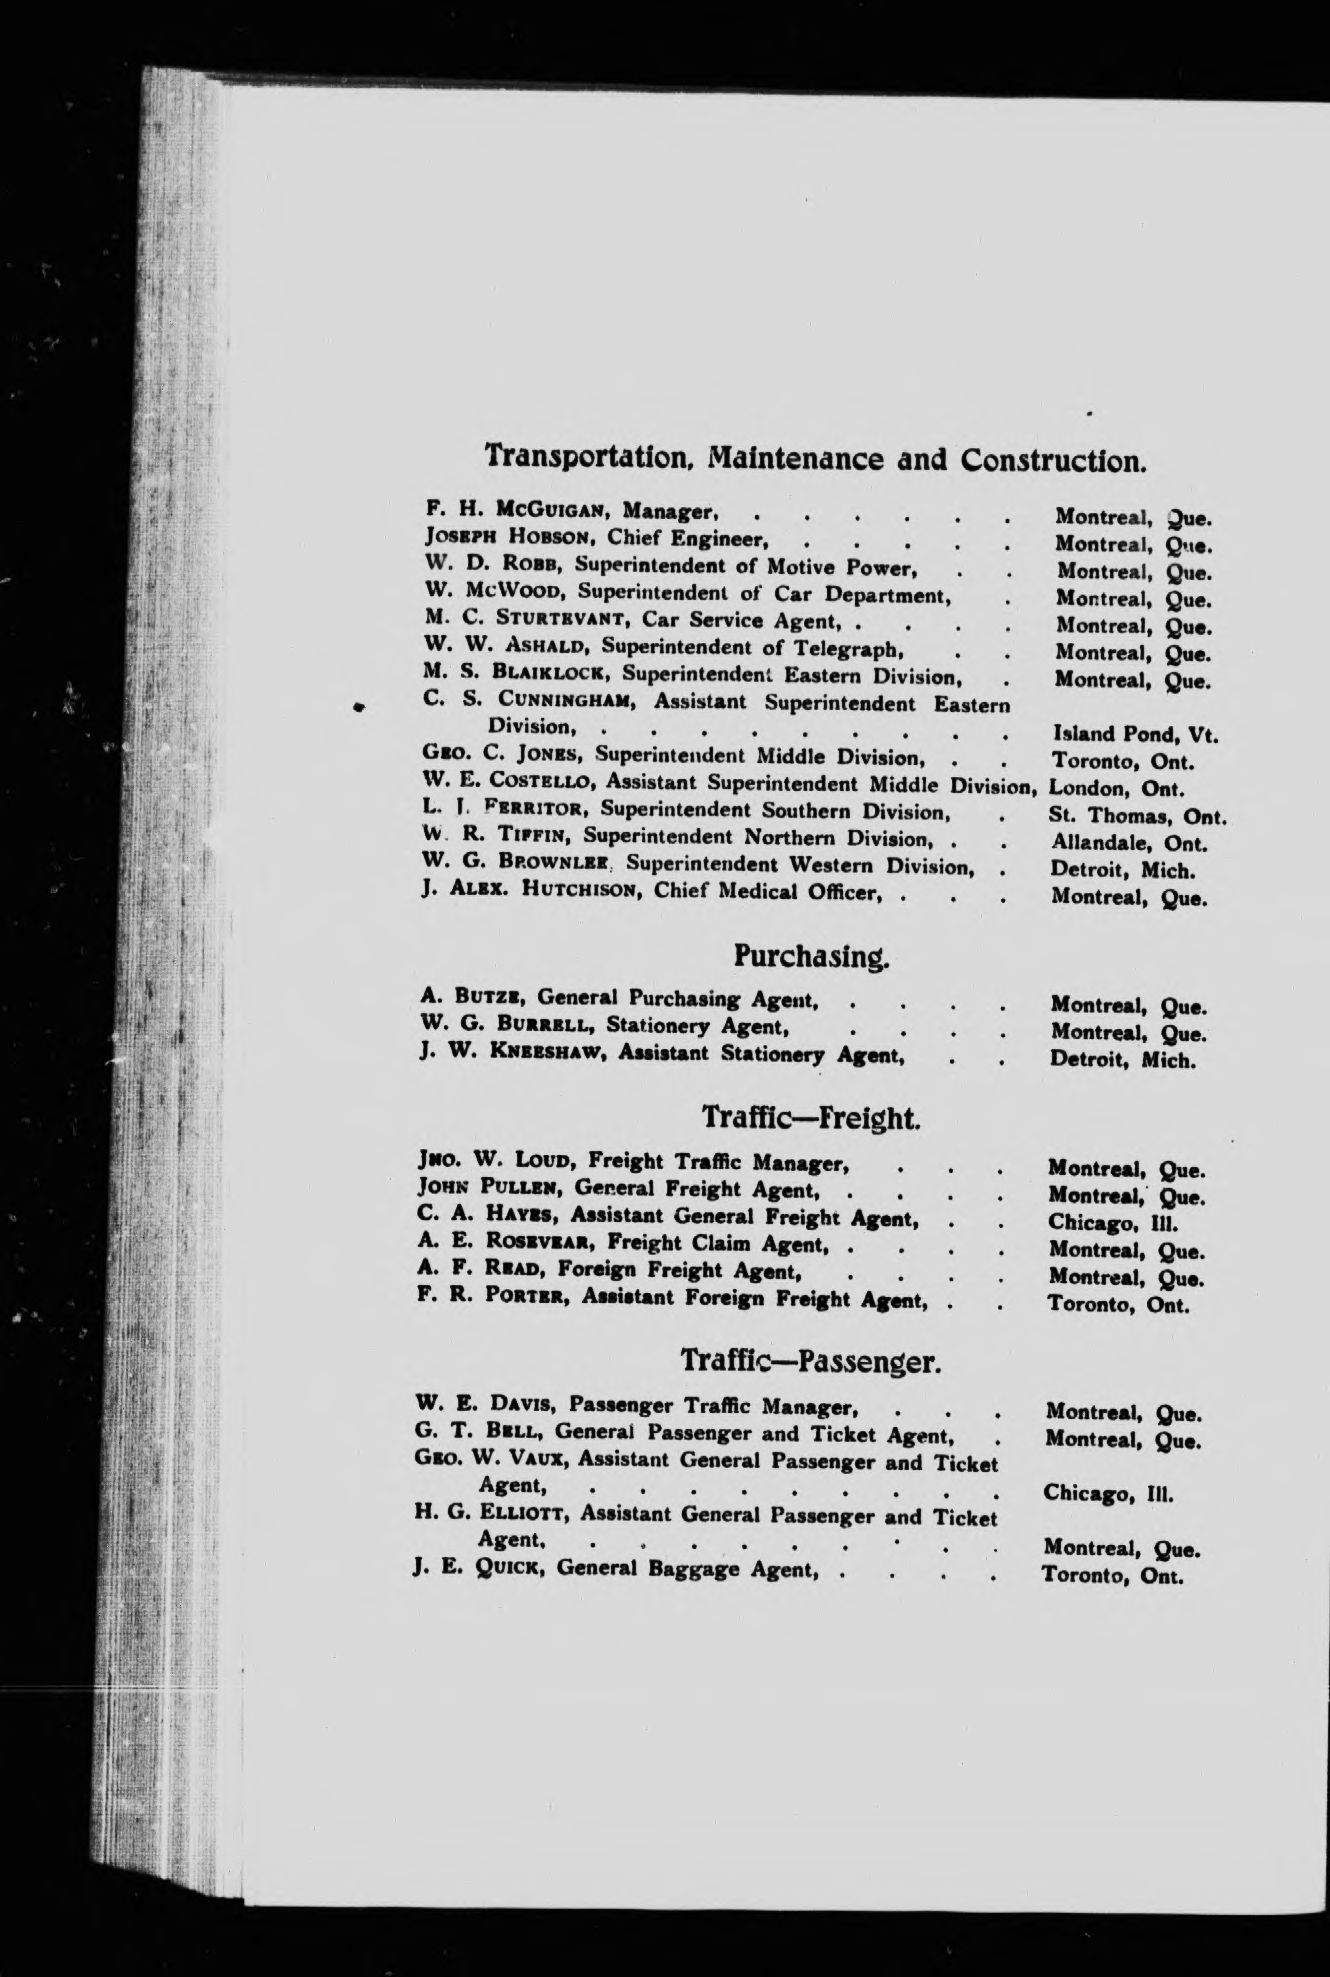 Transportation, Maintenance and Construction.
F. H. McGuigan, Manager, . . . . . . Montreal, Que.
Joseph Hobson, Chief Engineer, . . . . . Montreal, Que.
W. D. Robb, Superintendent of Motive Power, . . Montreal, Que.
W. McWood, Superintendent of Car Department, . Montreal, Que.
M. C. Sturtevant, Car Service Agent, . . . . Montreal, Que.
W. W. Ashald, Superintendent of Telegraph, . . Montreal, Que.
M. S. Blaiklock, Superintendent Eastern Division, . Montreal, Que.
C. S. Cunningham, Assistant Superintendent Eastern
Division, . . . . . . . . . Island Pond, Vt.
Geo. C. Jones, Superintendent Middle Division, . . Toronto, Ont.
W. E. Costello, Assistant Superintendent Middle Division, London, Ont.
L. J. Ferritor, Superintendent Southern Division, . St. Thomas, Ont.
W. R. Tiffin, Superintendent Northern Division, . . Allandale, Ont.
W. G. Brownlee, Superintendent Western Division, . Detroit, Mich.
J. Alex. Hutchison, Chief Medical Officer, . . . Montreal, Que.
Purchasing.
A. Butze, General Purchasing Agent, . . . . Montreal, Que.
W. G. Burrell, Stationery Agent, . . . . Montreal, Que.
J. W. Kneeshaw, Assistant Stationery Agent, . . Detroit, Mich.
Traffic—Freight.
Jno. W. Loud, Freight Traffic Manager, . . . Montreal, Que.
John Pullen, General Freight Agent, . . . . Montreal, Que.
C. A. Hayes, Assistant General Freight Agent, . . Chicago, Ill.
A. E. Rosevear, Freight Claim Agent, . . . . Montreal, Que.
A. F. Read, Foreign Freight Agent, . . . . Montreal, Que.
F. R. Porter, Assistant Foreign Freight Agent, . . Toronto, Ont.
Traffic—Passenger.
W. E. Davis, Passenger Traffic Manager, . . . Montreal, Que.
G. T. Bell, General Passenger and Ticket Agent, . Montreal, Que.
Geo. W. Vaux, Assistant General Passenger and Ticket
Agent, . . . . . . . . . Chicago, Ill.
H. G. Elliott, Assistant General Passenger and Ticket
Agent, . . . . . . . . . Montreal, Que.
J. E. Quick, General Baggage Agent, . . . . Toronto, Ont.